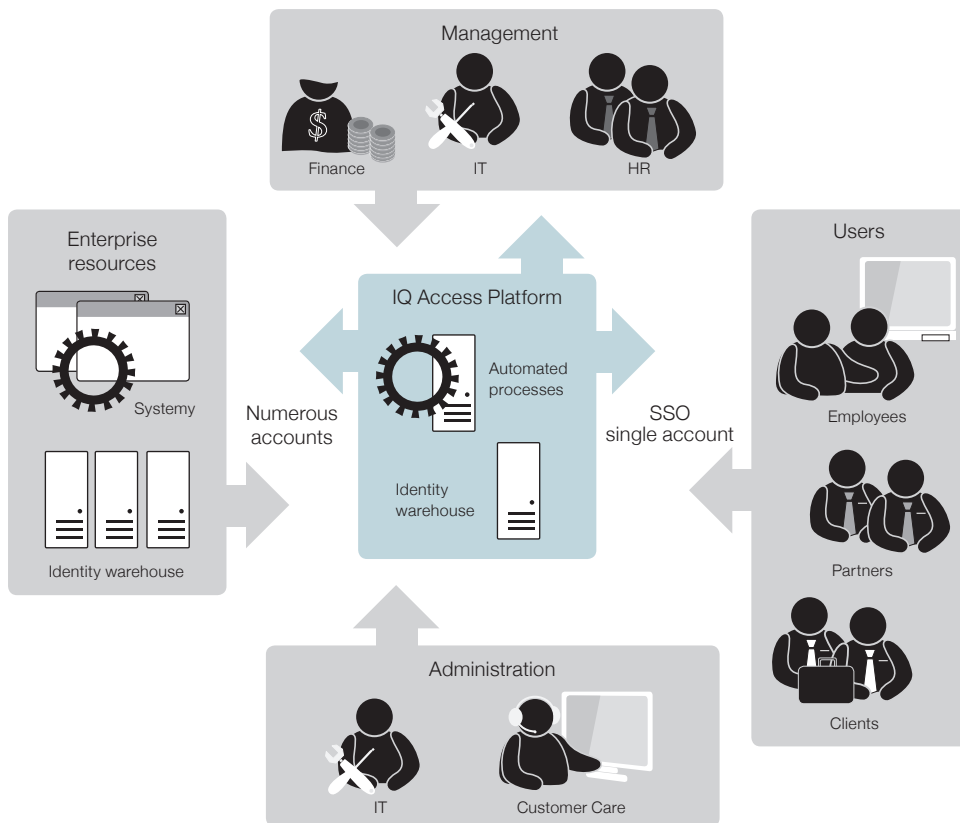 Management
$
Finance
IT
HR
Enterprise
resources
Systemy
Identity warehouse
Numerous
accounts
IQ Access Platform
Automated
processes
Identity
warehouse
SSO
single account
Users
Employees
Partners
Clients
Administration
IT
Customer Care